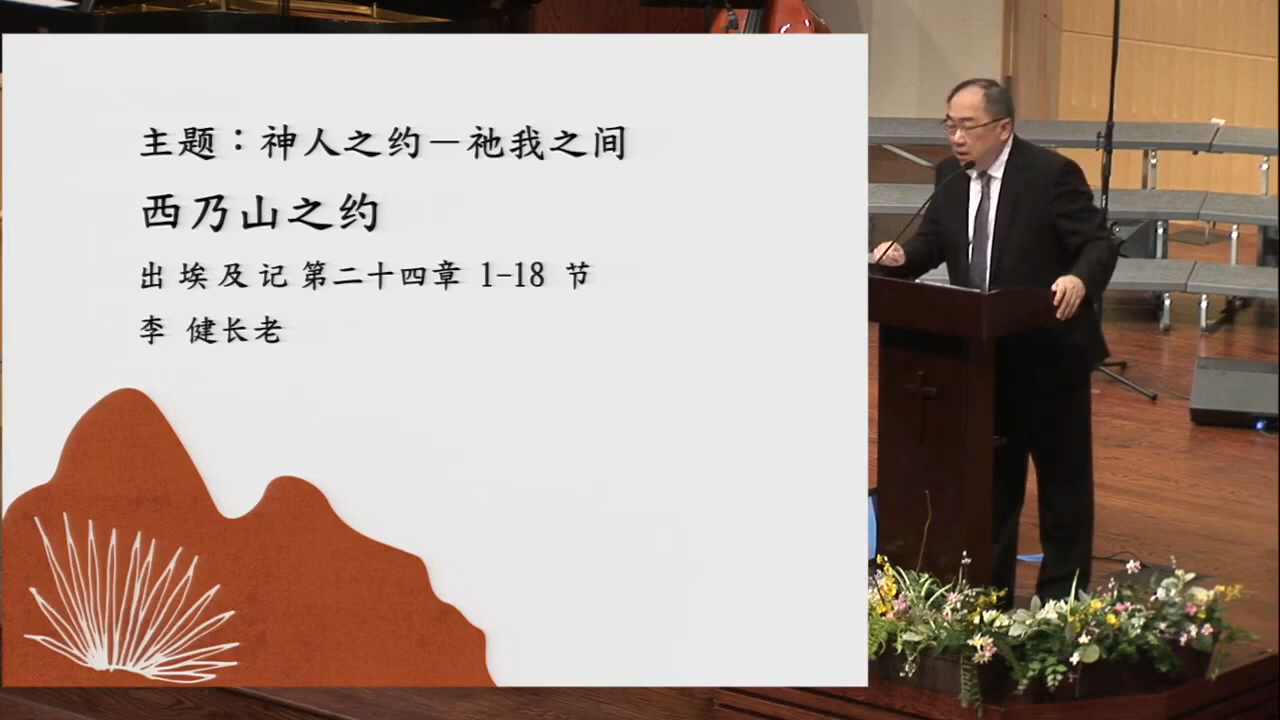 主题：神人之约－祂我之间
西乃山之约
出 埃 及 记 第二十四章 1-18 节
李 健长老